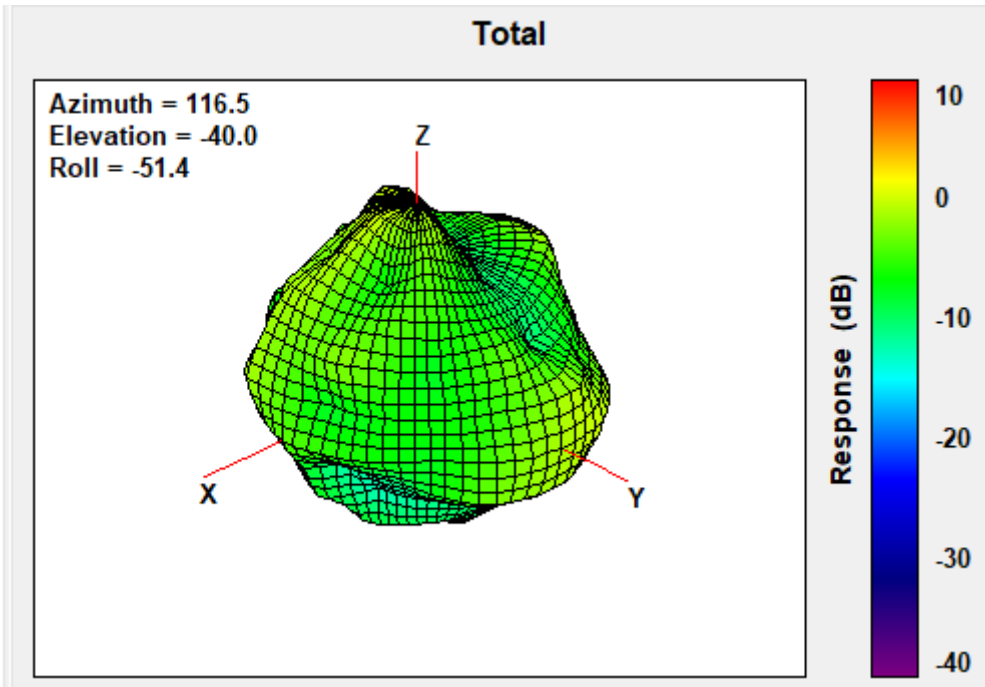 Total
Azimuth = 116.5
Elevation = -40.0
Roll = -51.4
Z
X
Y
Response (dB)
10
0
-10
-20
-30
-40